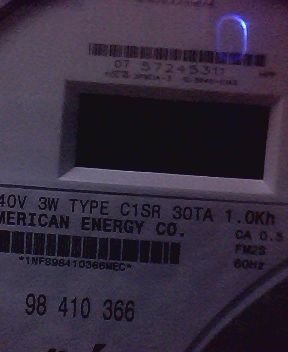 07 57245311
40V 3W TYPE C1SR 30TA 1.0Kh
MERICAN ENERGY CO.
CA 0.5
FM2S
60Hz
*1NFS98410366MEC*
98 410 366